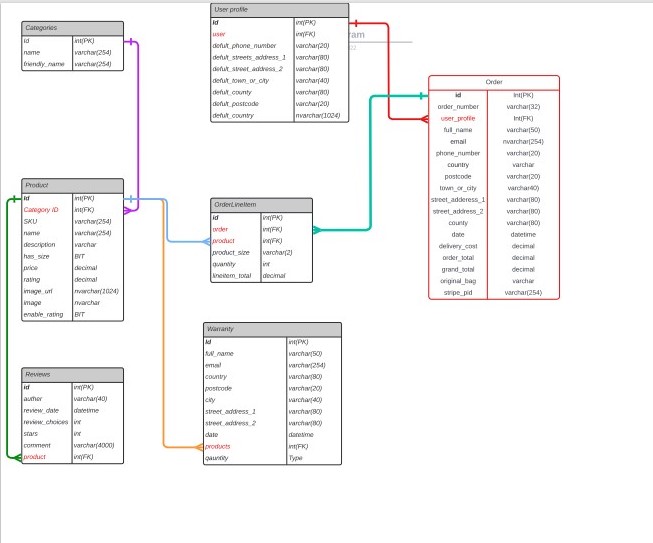 User profile
id int(PK)
user int(FK)
defult_phone_number varchar(20)
defult_streets_address_1 varchar(80)
defult_street_address_2 varchar(80)
defult_town_or_city varchar(40)
defult_county varchar(80)
defult_postcode varchar(20)
defult_country nvarchar(1024)
ram
Categories
Id int(PK)
name varchar(254)
friendly_name varchar(254)
Order
id Int(PK)
order_number varchar(32)
user_profile Int(FK)
full_name varchar(50)
email nvarchar(254)
phone_number varchar(20)
country varchar
postcode varchar(20)
town_or_city varchar40)
street_adderess_1 varchar(80)
street_address_2 varchar(80)
county varchar(80)
date datetime
delivery_cost decimal
order_total decimal
grand_total decimal
original_bag varchar
stripe_pid varchar(254)
Product
Id int(PK)
Category ID int(FK)
SKU varchar(254)
name varchar(254)
description varchar
has_size BIT
price decimal
rating decimal
image_url nvarchar(1024)
image nvarchar
enable_rating BIT
OrderLineitem
id int(PK)
order int(FK)
product int(FK)
product_size varchar(2)
quantity int
lineitem_total decimal
Warranty
Id int(PK)
full_name varchar(50)
email varchar(254)
country varchar(80)
postcode varchar(20)
city varchar(40)
street_address_1 varchar(80)
street_address_2 varchar(80)
date datetime
products int(FK)
qauntity Type
Reviews
id int(PK)
auther varchar(40)
review_date datetime
review_choices int
stars int
comment varchar(4000)
product int(FK)